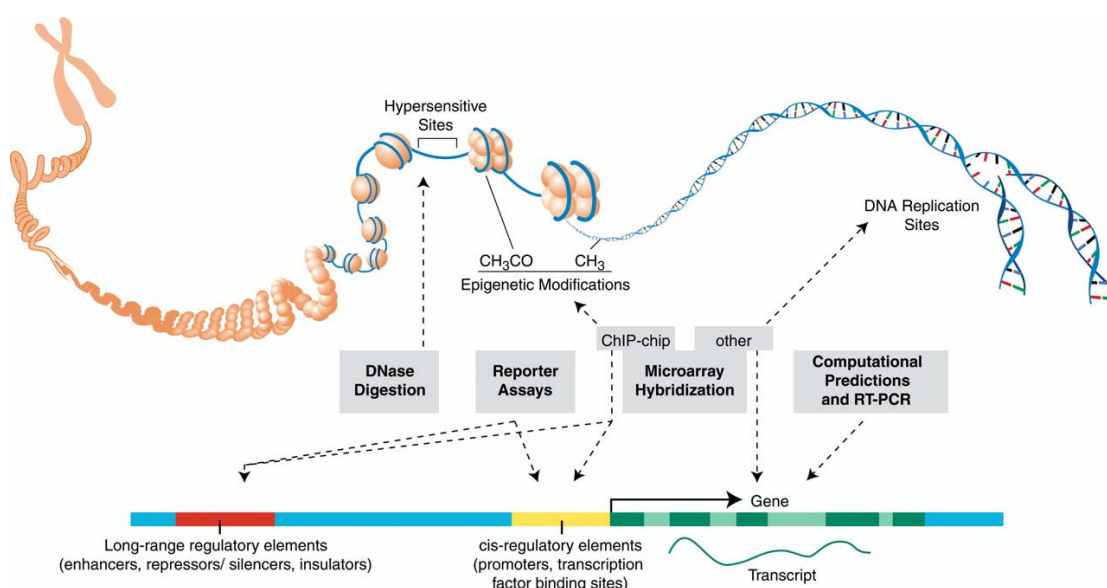 Hypersensitive
Sites
DNA Replication
Sites
CH₃CO CH₃
Epigenetic Modifications
ChIP-chip
other
DNase
Digestion
Reporter
Assays
Microarray
Hybridization
Computational
Predictions
and RT-PCR
Gene
Long-range regulatory elements
(enhancers, repressors/ silencers, insulators)
cis-regulatory elements
(promoters, transcription
factor binding sites)
Transcript